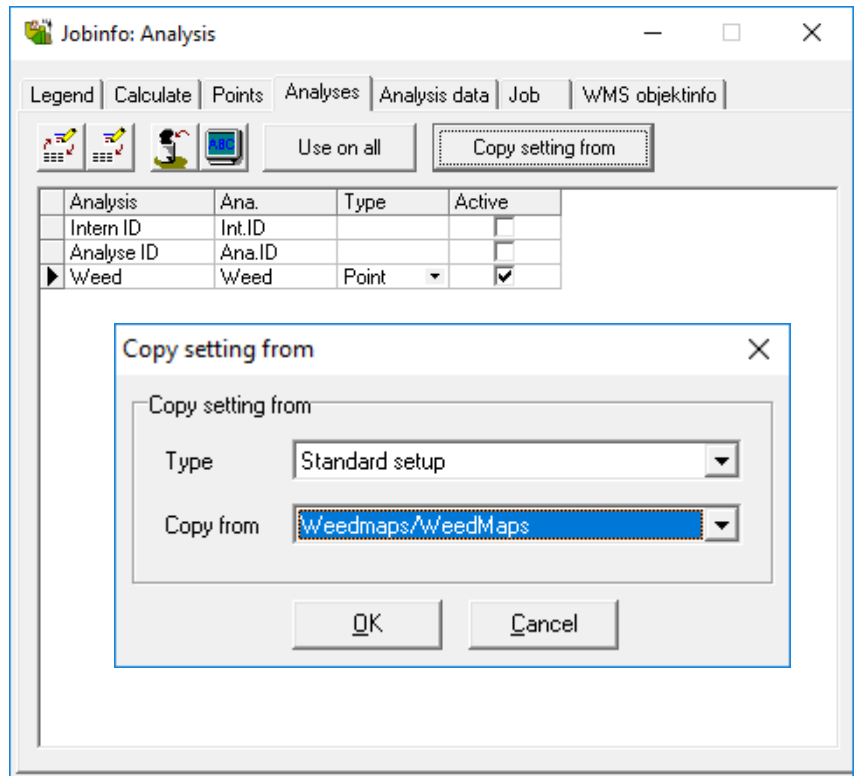 Jobinfo: Analysis
Legend Calculate Points Analyses Analysis data Job WMS objektinfo
ABC Use on all Copy setting from
Analysis Ana. Type Active
Intern ID Int.ID
Analyse ID Ana.ID
Weed Weed Point
Copy setting from
Copy setting from
Type Standard setup
Copy from Weedmaps/WeedMaps
OK Cancel